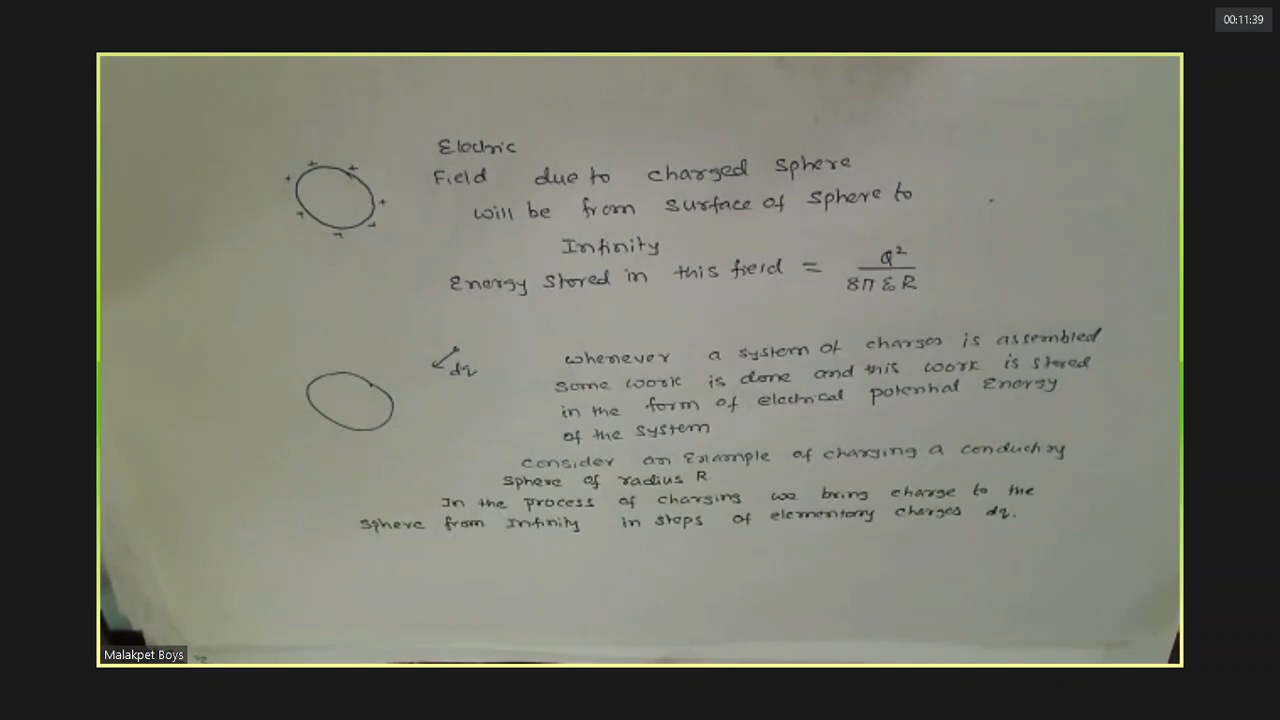 00:11:39
Electric
Field due to charged sphere
will be from surface of sphere to
Infinity
Energy stored in this field = Q² / 8πε₀R
dq
whenever a system of charges is assembled
some work is done and this work is stored
in the form of electrical potential Energy
of the system
consider an Example of charging a conducting
sphere of radius R
In the process of charging we bring charge to the
sphere from Infinity in steps of elementary charges dq.
Malakpet Boys